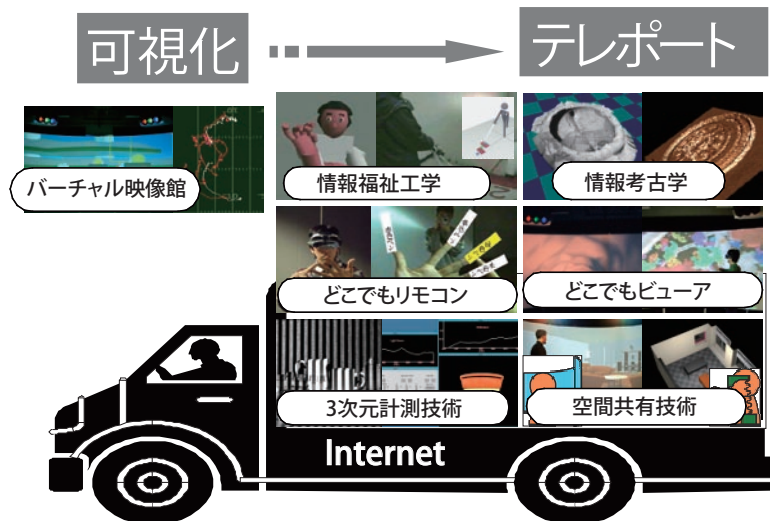 可視化
テレポート
バーチャル映像館
情報福祉工学
情報考古学
どこでもリモコン
どこでもビューア
3次元計測技術
空間共有技術
Internet